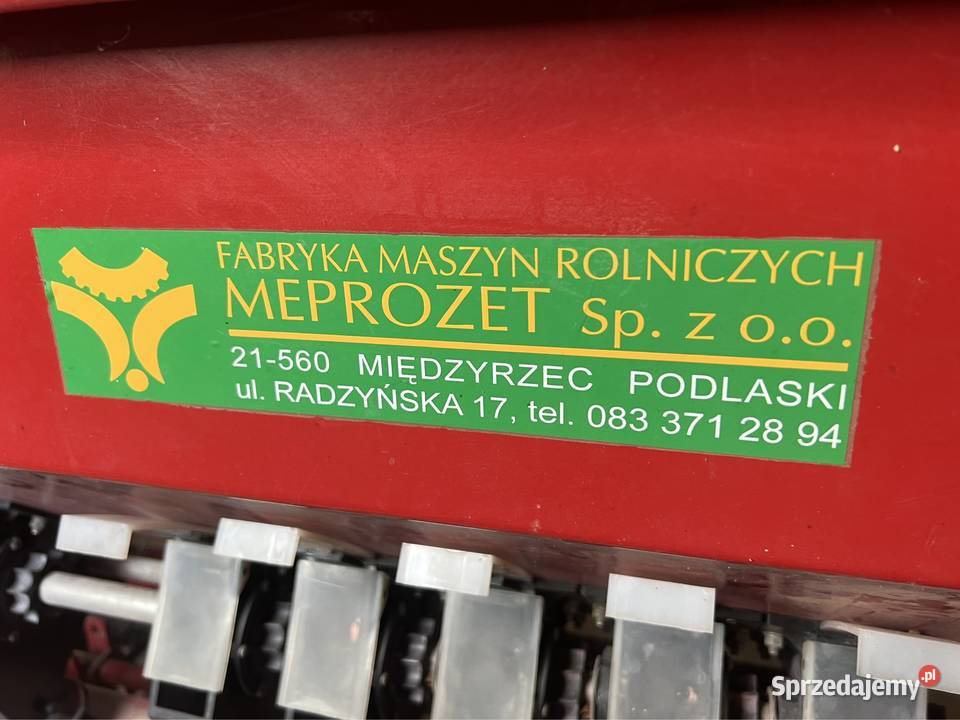 FABRYKA MASZYN ROLNICZYCH
MEPROZET Sp. z o.o.
21-560 MIĘDZYRZEC PODLASKI
ul. RADZYŃSKA 17, tel. 083 371 28 94
Sprzedajemy.pl